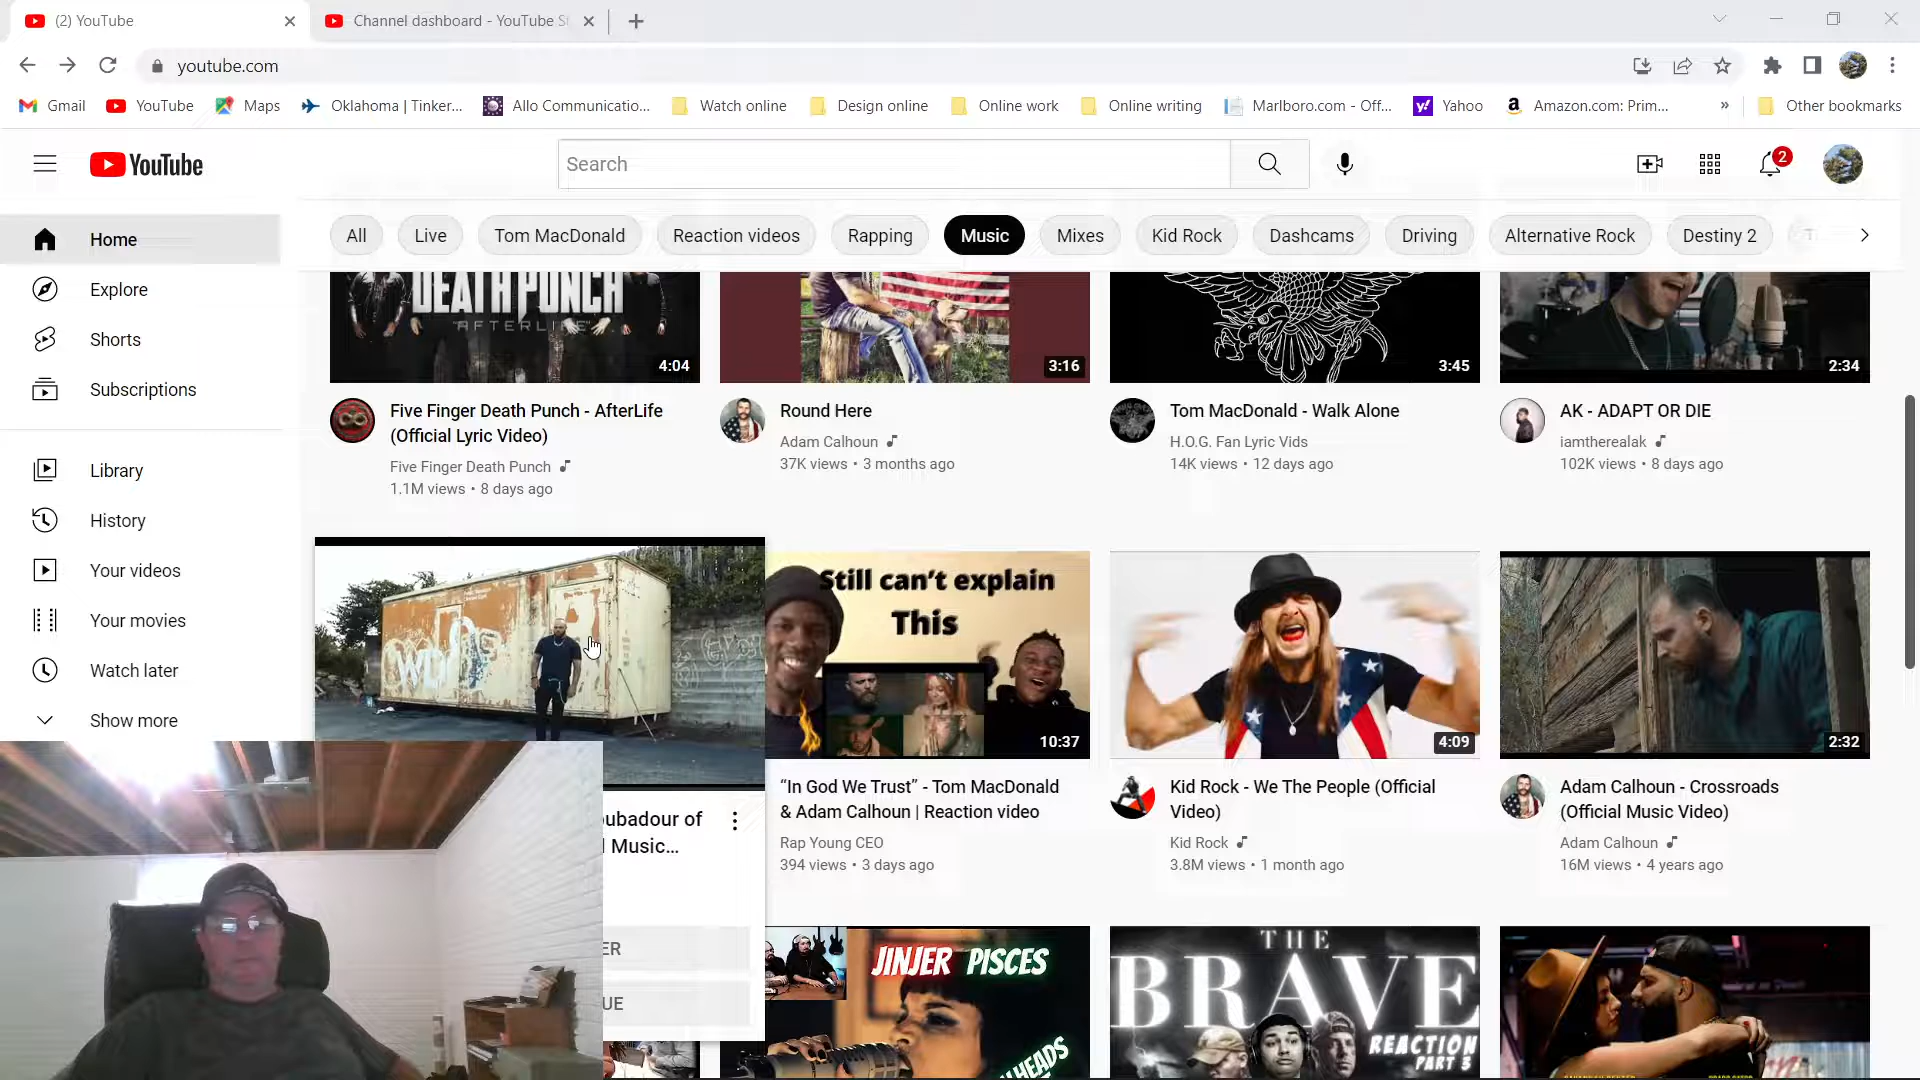 (2) YouTube
Channel dashboard - YouTube St
youtube.com
Gmail
YouTube
Maps
Oklahoma | Tinker...
Allo Communicatio...
Watch online
Design online
Online work
Online writing
Marlboro.com - Off...
Yahoo
Amazon.com: Prim...
»
Other bookmarks
YouTube
Search
2
All
Live
Tom MacDonald
Reaction videos
Rapping
Music
Mixes
Kid Rock
Dashcams
Driving
Alternative Rock
Destiny 2
Home
Explore
Shorts
Subscriptions
Library
History
Your videos
Your movies
Watch later
Show more
DEATH PUNCH
AFTERLIFE
4:04
3:16
3:45
2:34
Five Finger Death Punch - AfterLife
(Official Lyric Video)
Five Finger Death Punch
1.1M views • 8 days ago
Round Here
Adam Calhoun
37K views • 3 months ago
Tom MacDonald - Walk Alone
H.O.G. Fan Lyric Vids
14K views • 12 days ago
AK - ADAPT OR DIE
iamtherealak
102K views • 8 days ago
Still can't explain
This
10:37
4:09
2:32
oubadour of
l Music...
ER
UE
“In God We Trust” - Tom MacDonald
& Adam Calhoun | Reaction video
Rap Young CEO
394 views • 3 days ago
Kid Rock - We The People (Official
Video)
Kid Rock
3.8M views • 1 month ago
Adam Calhoun - Crossroads
(Official Music Video)
Adam Calhoun
16M views • 4 years ago
JINJER PISCES
THE
BRAVE
REACTION
PART 3